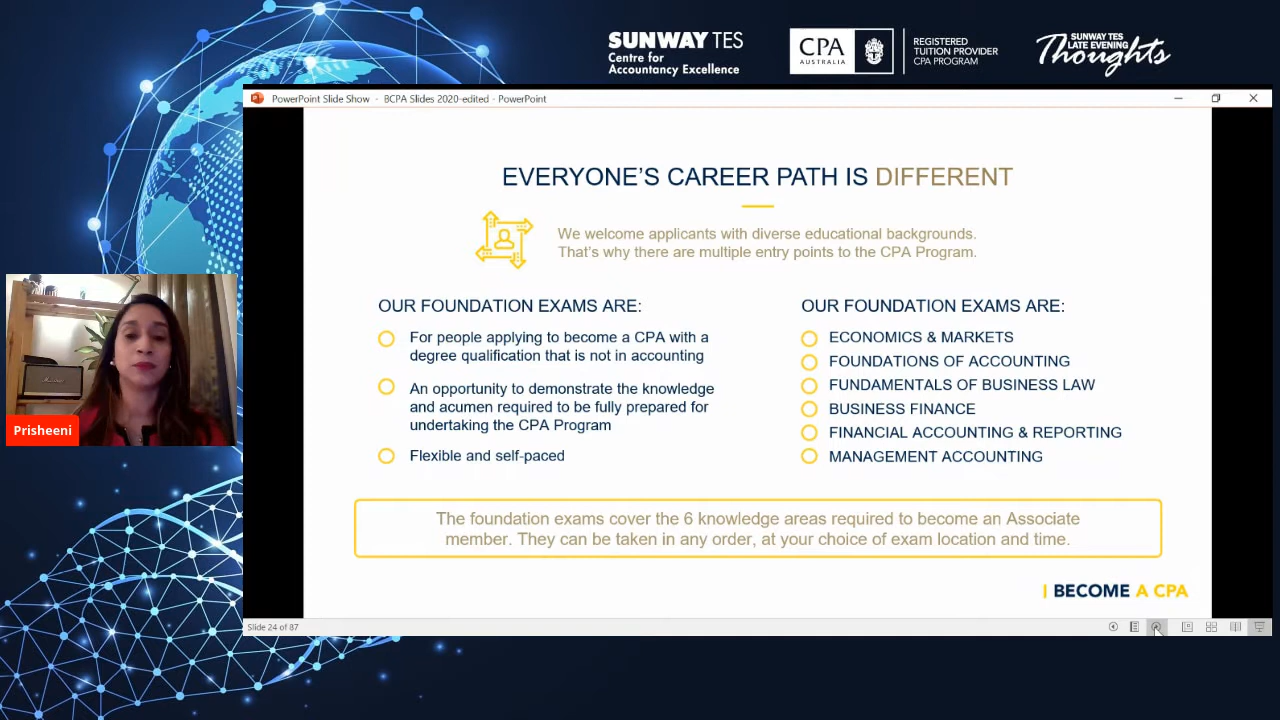 SUNWAY TES
Centre for
Accountancy Excellence
CPA
AUSTRALIA
REGISTERED
TUITION PROVIDER
CPA PROGRAM
SUNWAY TES
LATE EVENING
Thoughts
PowerPoint Slide Show - BCPA Slides 2020-edited - PowerPoint
EVERYONE'S CAREER PATH IS DIFFERENT
We welcome applicants with diverse educational backgrounds.
That's why there are multiple entry points to the CPA Program.
OUR FOUNDATION EXAMS ARE:
For people applying to become a CPA with a
degree qualification that is not in accounting
An opportunity to demonstrate the knowledge
and acumen required to be fully prepared for
undertaking the CPA Program
Flexible and self-paced
OUR FOUNDATION EXAMS ARE:
ECONOMICS & MARKETS
FOUNDATIONS OF ACCOUNTING
FUNDAMENTALS OF BUSINESS LAW
BUSINESS FINANCE
FINANCIAL ACCOUNTING & REPORTING
MANAGEMENT ACCOUNTING
The foundation exams cover the 6 knowledge areas required to become an Associate
member. They can be taken in any order, at your choice of exam location and time.
| BECOME A CPA
Slide 24 of 87
Prisheeni